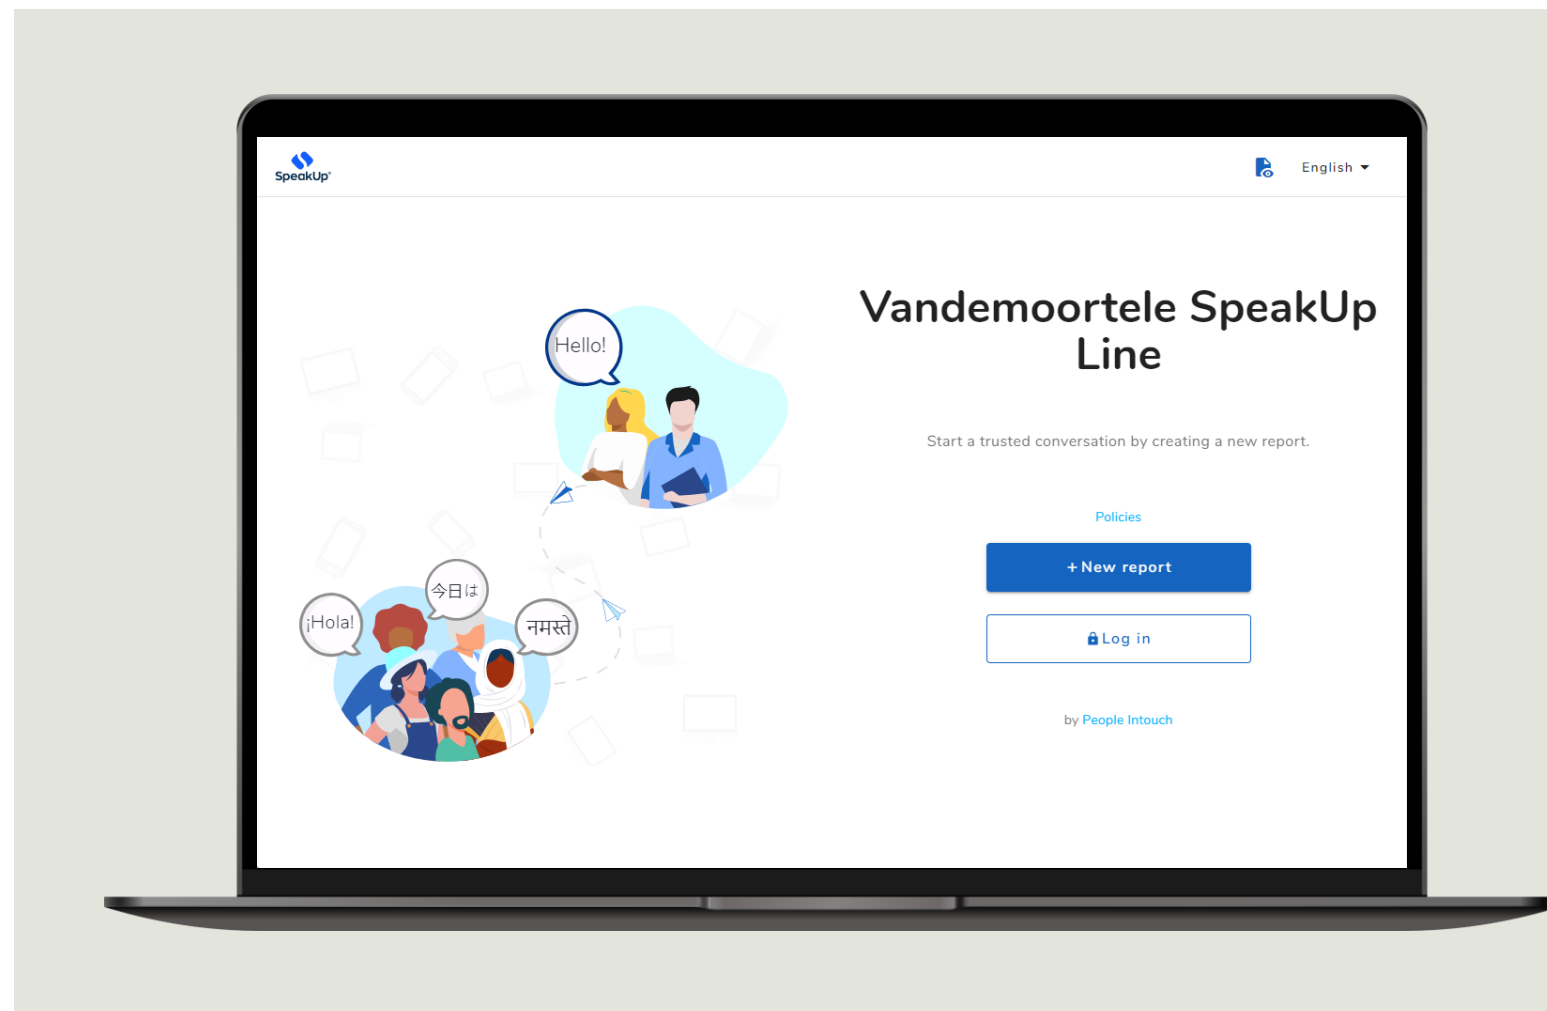 SpeakUp®
English
Vandemoortele SpeakUp
Line
Start a trusted conversation by creating a new report.
Policies
+ New report
Log in
by People Intouch
Hello!
¡Hola!
今日は
नमस्ते